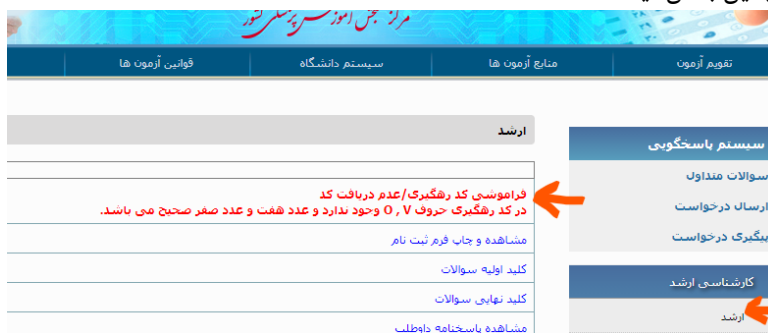 مرکز سنجش آموزش پزشکی کشور
تقویم آزمون
منابع آزمون ها
سیستم دانشگاه
قوانین آزمون ها
سیستم پاسخگویی
سوالات متداول
ارسال درخواست
پیگیری درخواست
کارشناسی ارشد
ارشد
ارشد
فراموشی کد رهگیری/عدم دریافت کد
در کد رهگیری حروف O , V وجود ندارد و عدد هفت و عدد صفر صحیح می باشد.
مشاهده و چاپ فرم ثبت نام
کلید اولیه سوالات
کلید نهایی سوالات
مشاهده پاسخنامه داوطلب